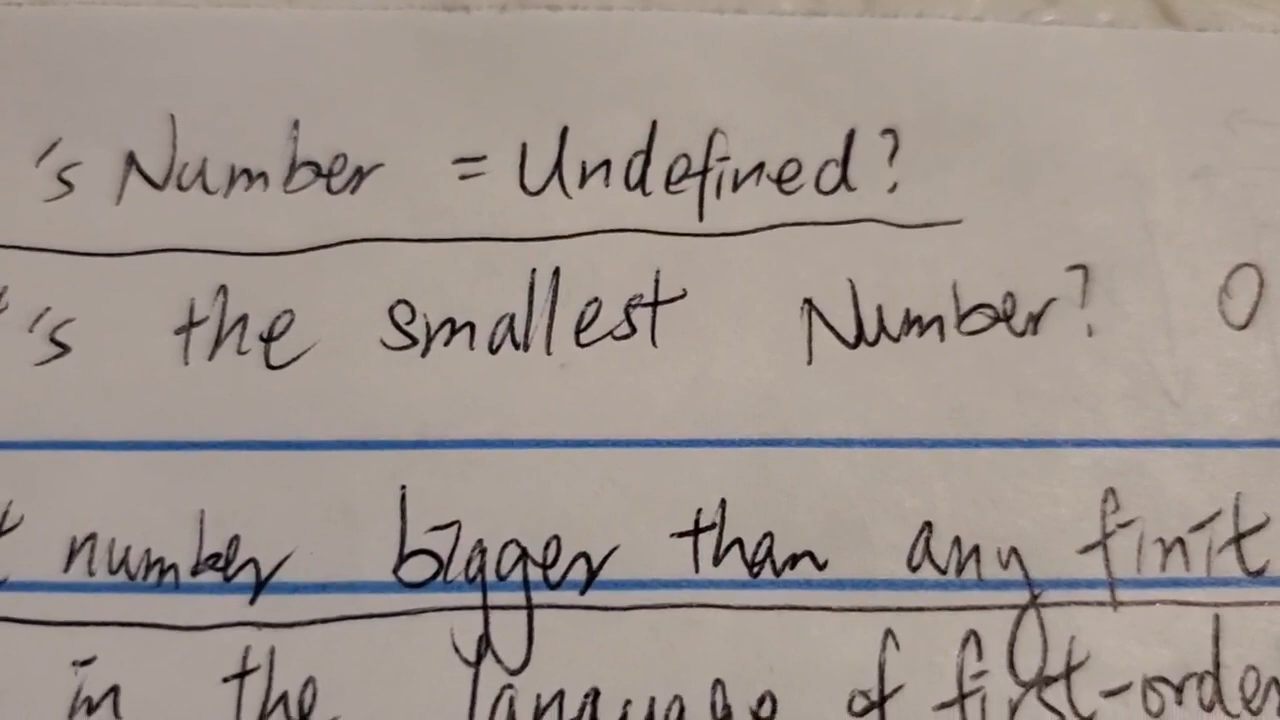 's Number = Undefined?
's the smallest Number? 0
number bigger than any finit
in the language of first-order